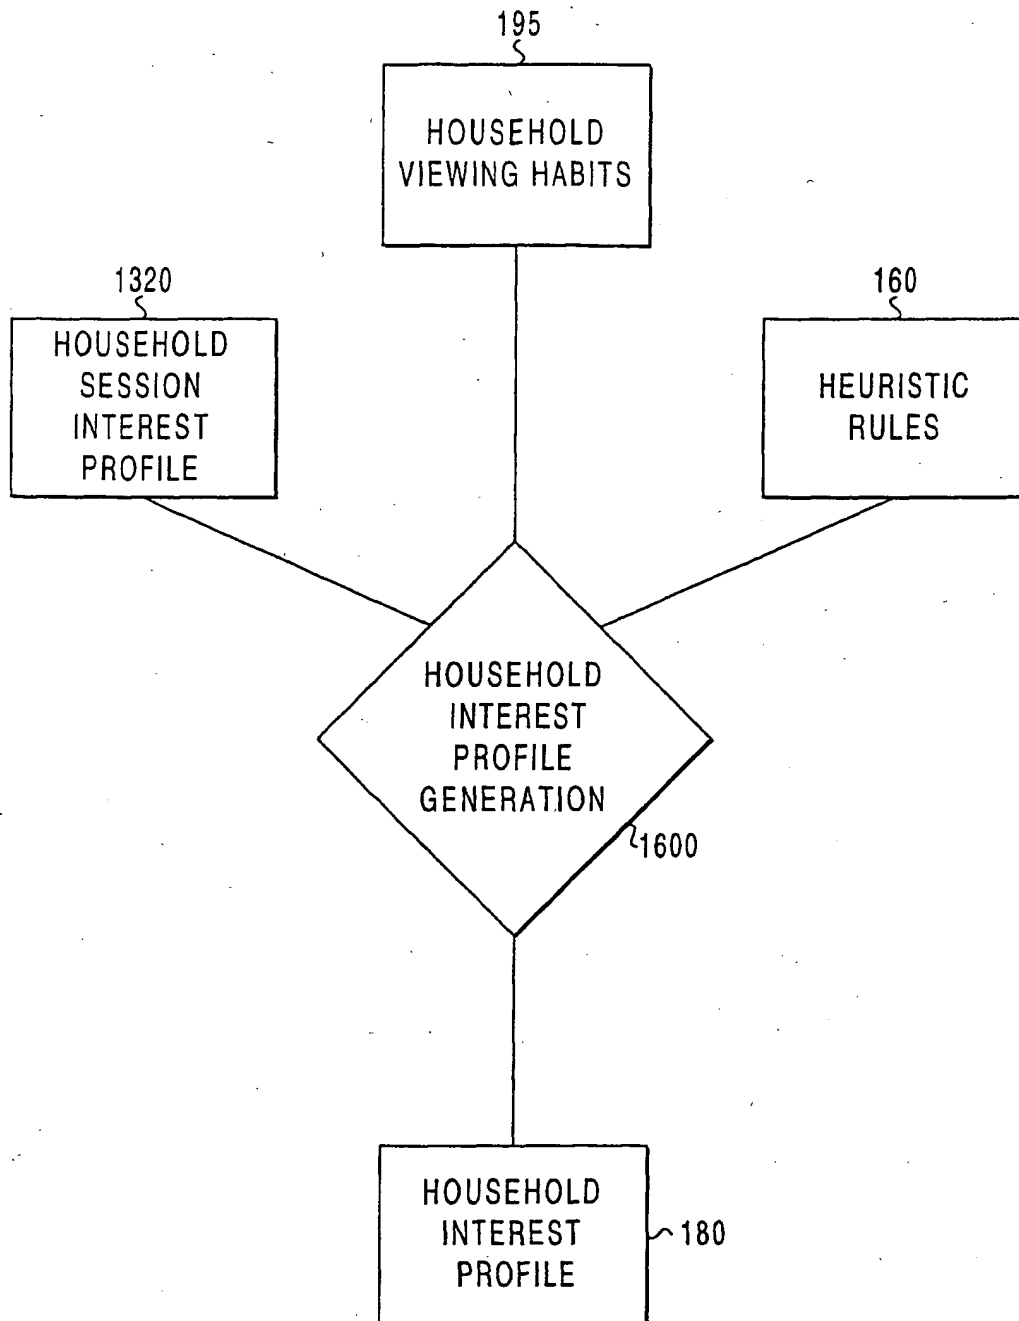 195
HOUSEHOLD
VIEWING HABITS
1320
HOUSEHOLD
SESSION
INTEREST
PROFILE
160
HEURISTIC
RULES
HOUSEHOLD
INTEREST
PROFILE
GENERATION
1600
HOUSEHOLD
INTEREST
PROFILE
180